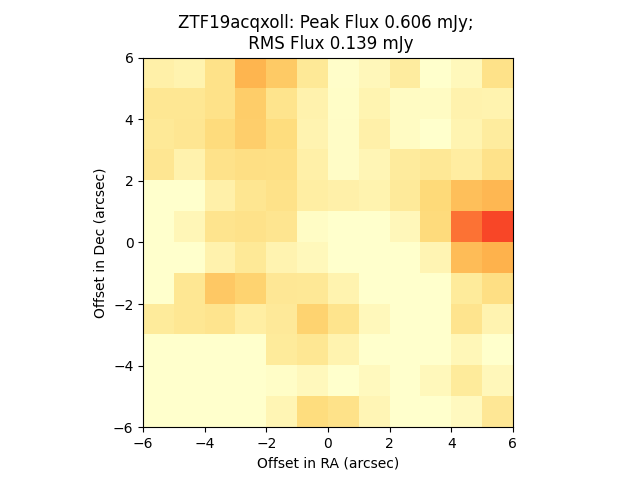 ZTF19acqxoll: Peak Flux 0.606 mJy;
RMS Flux 0.139 mJy
6
4
2
0
−2
−4
−6
Offset in Dec (arcsec)
−6 −4 −2 0 2 4 6
Offset in RA (arcsec)